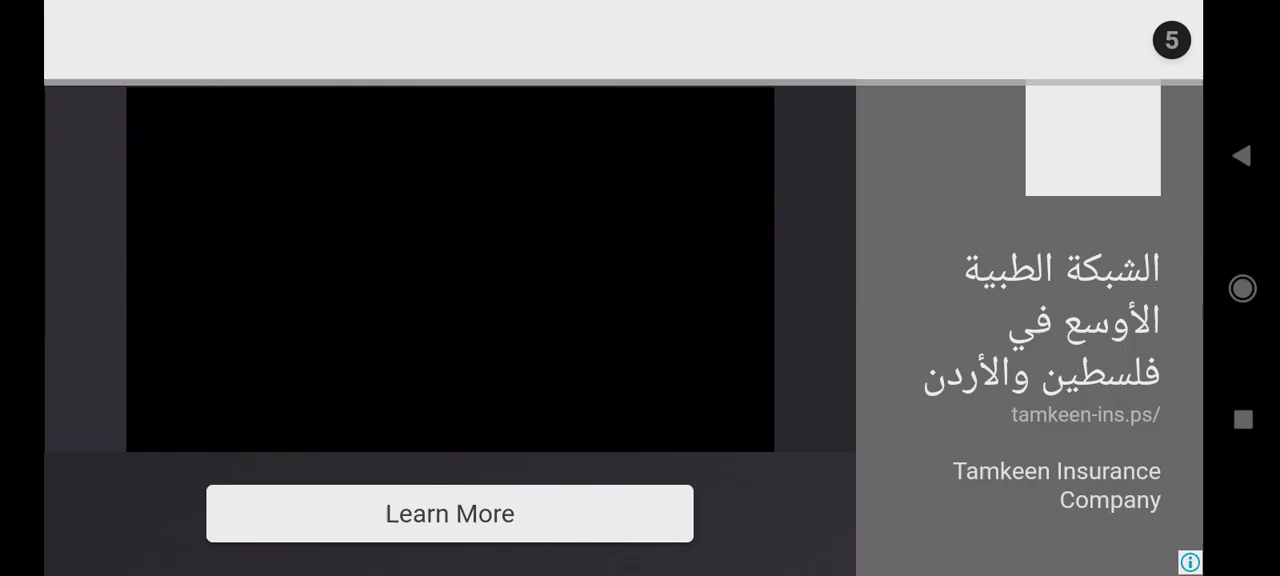 5
الشبكة الطبية
الأوسع في
فلسطين والأردن
tamkeen-ins.ps/
Tamkeen Insurance
Company
Learn More